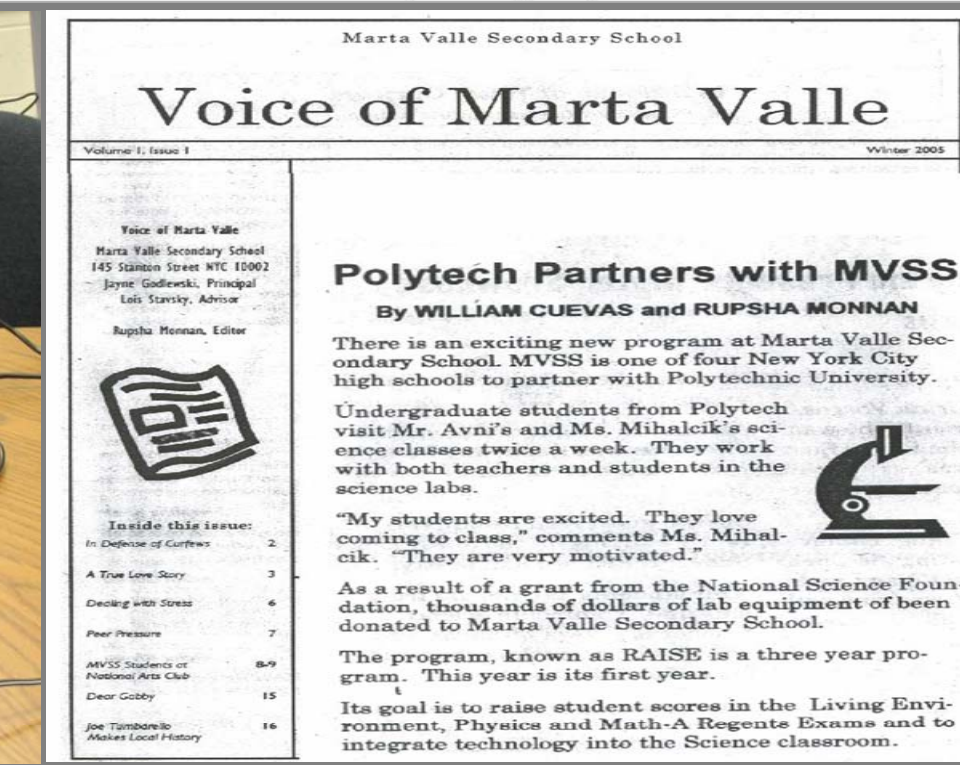 Marta Valle Secondary School
Voice of Marta Valle
Volume 1, Issue 1 Winter 2005
Voice of Marta Valle
Marta Valle Secondary School
145 Stanton Street NYC 10002
Jayne Godlewski, Principal
Lois Stavsky, Advisor
Rupsha Monnan, Editor
Inside this issue:
In Defense of Curfews 2
A True Love Story 3
Dealing with Stress 6
Peer Pressure 7
MVSS Students at 8-9
National Arts Club
Dear Gabby 15
Joe Tamborello 16
Makes Local History
Polytech Partners with MVSS
By WILLIAM CUEVAS and RUPSHA MONNAN
There is an exciting new program at Marta Valle Sec-
ondary School. MVSS is one of four New York City
high schools to partner with Polytechnic University.
Undergraduate students from Polytech
visit Mr. Avni's and Ms. Mihalcik's sci-
ence classes twice a week. They work
with both teachers and students in the
science labs.
“My students are excited. They love
coming to class,” comments Ms. Mihal-
cik. “They are very motivated.”
As a result of a grant from the National Science Foun-
dation, thousands of dollars of lab equipment of been
donated to Marta Valle Secondary School.
The program, known as RAISE is a three year pro-
gram. This year is its first year.
Its goal is to raise student scores in the Living Envi-
ronment, Physics and Math-A Regents Exams and to
integrate technology into the Science classroom.